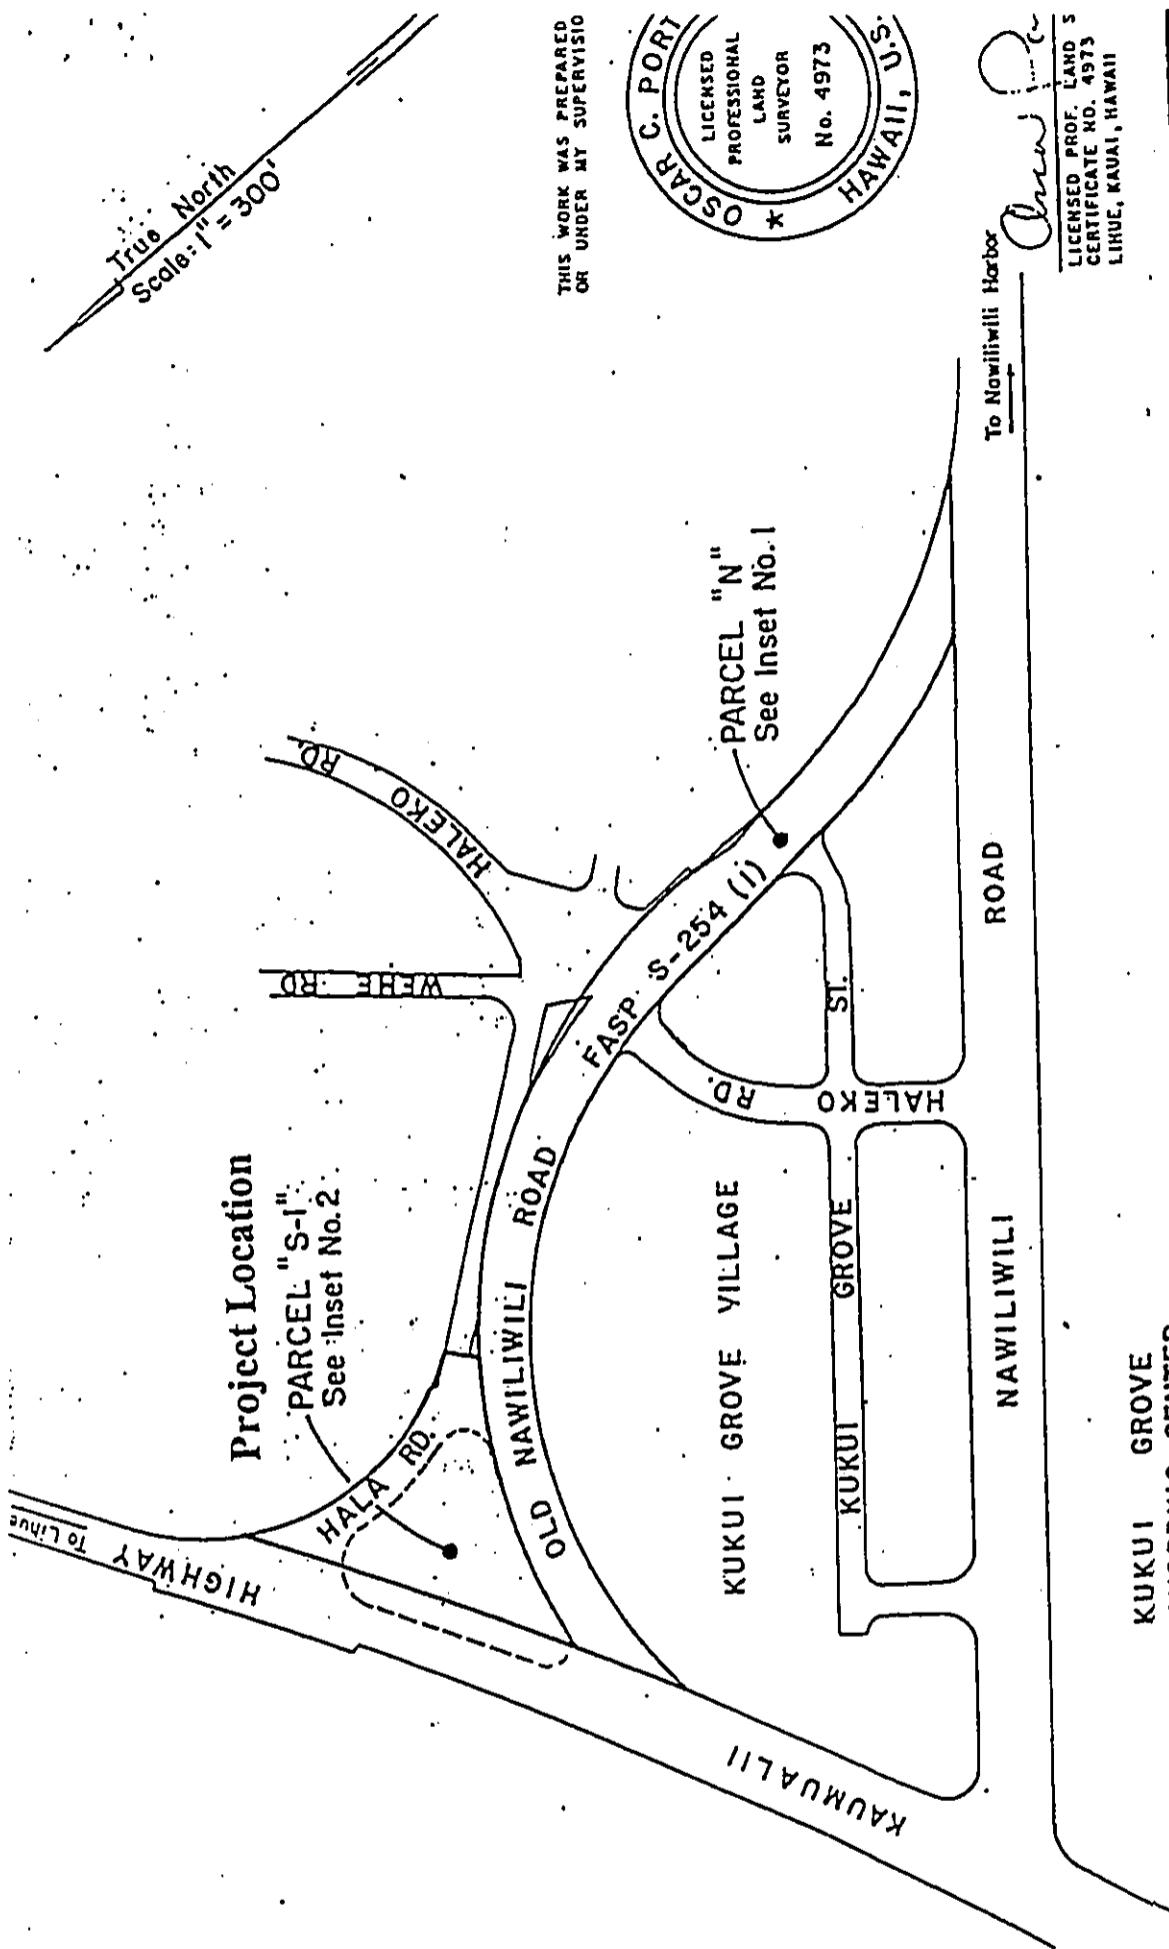 True North
Scale: 1" = 300'
THIS WORK WAS PREPARED
OR UNDER MY SUPERVISIO
OSCAR C. PORT
LICENSED
PROFESSIONAL
LAND
SURVEYOR
No. 4973
★ HAWAII, U.S.
LICENSED PROF. LAND S
CERTIFICATE NO. 4973
LIHUE, KAUAI, HAWAII
To Nawiliwili Harbor
Project Location
PARCEL "S-1"
See Inset No. 2
PARCEL "N"
See Inset No. 1
HALEKO RD.
WEHE RD
HALA RD.
HIGHWAY
To Lihue
OLD NAWILIWILI ROAD
FASP S-254 (1)
HALEKO RD.
KUKUI GROVE VILLAGE
KUKUI GROVE ST.
KAUMUALII
NAWILIWILI ROAD
KUKUI GROVE